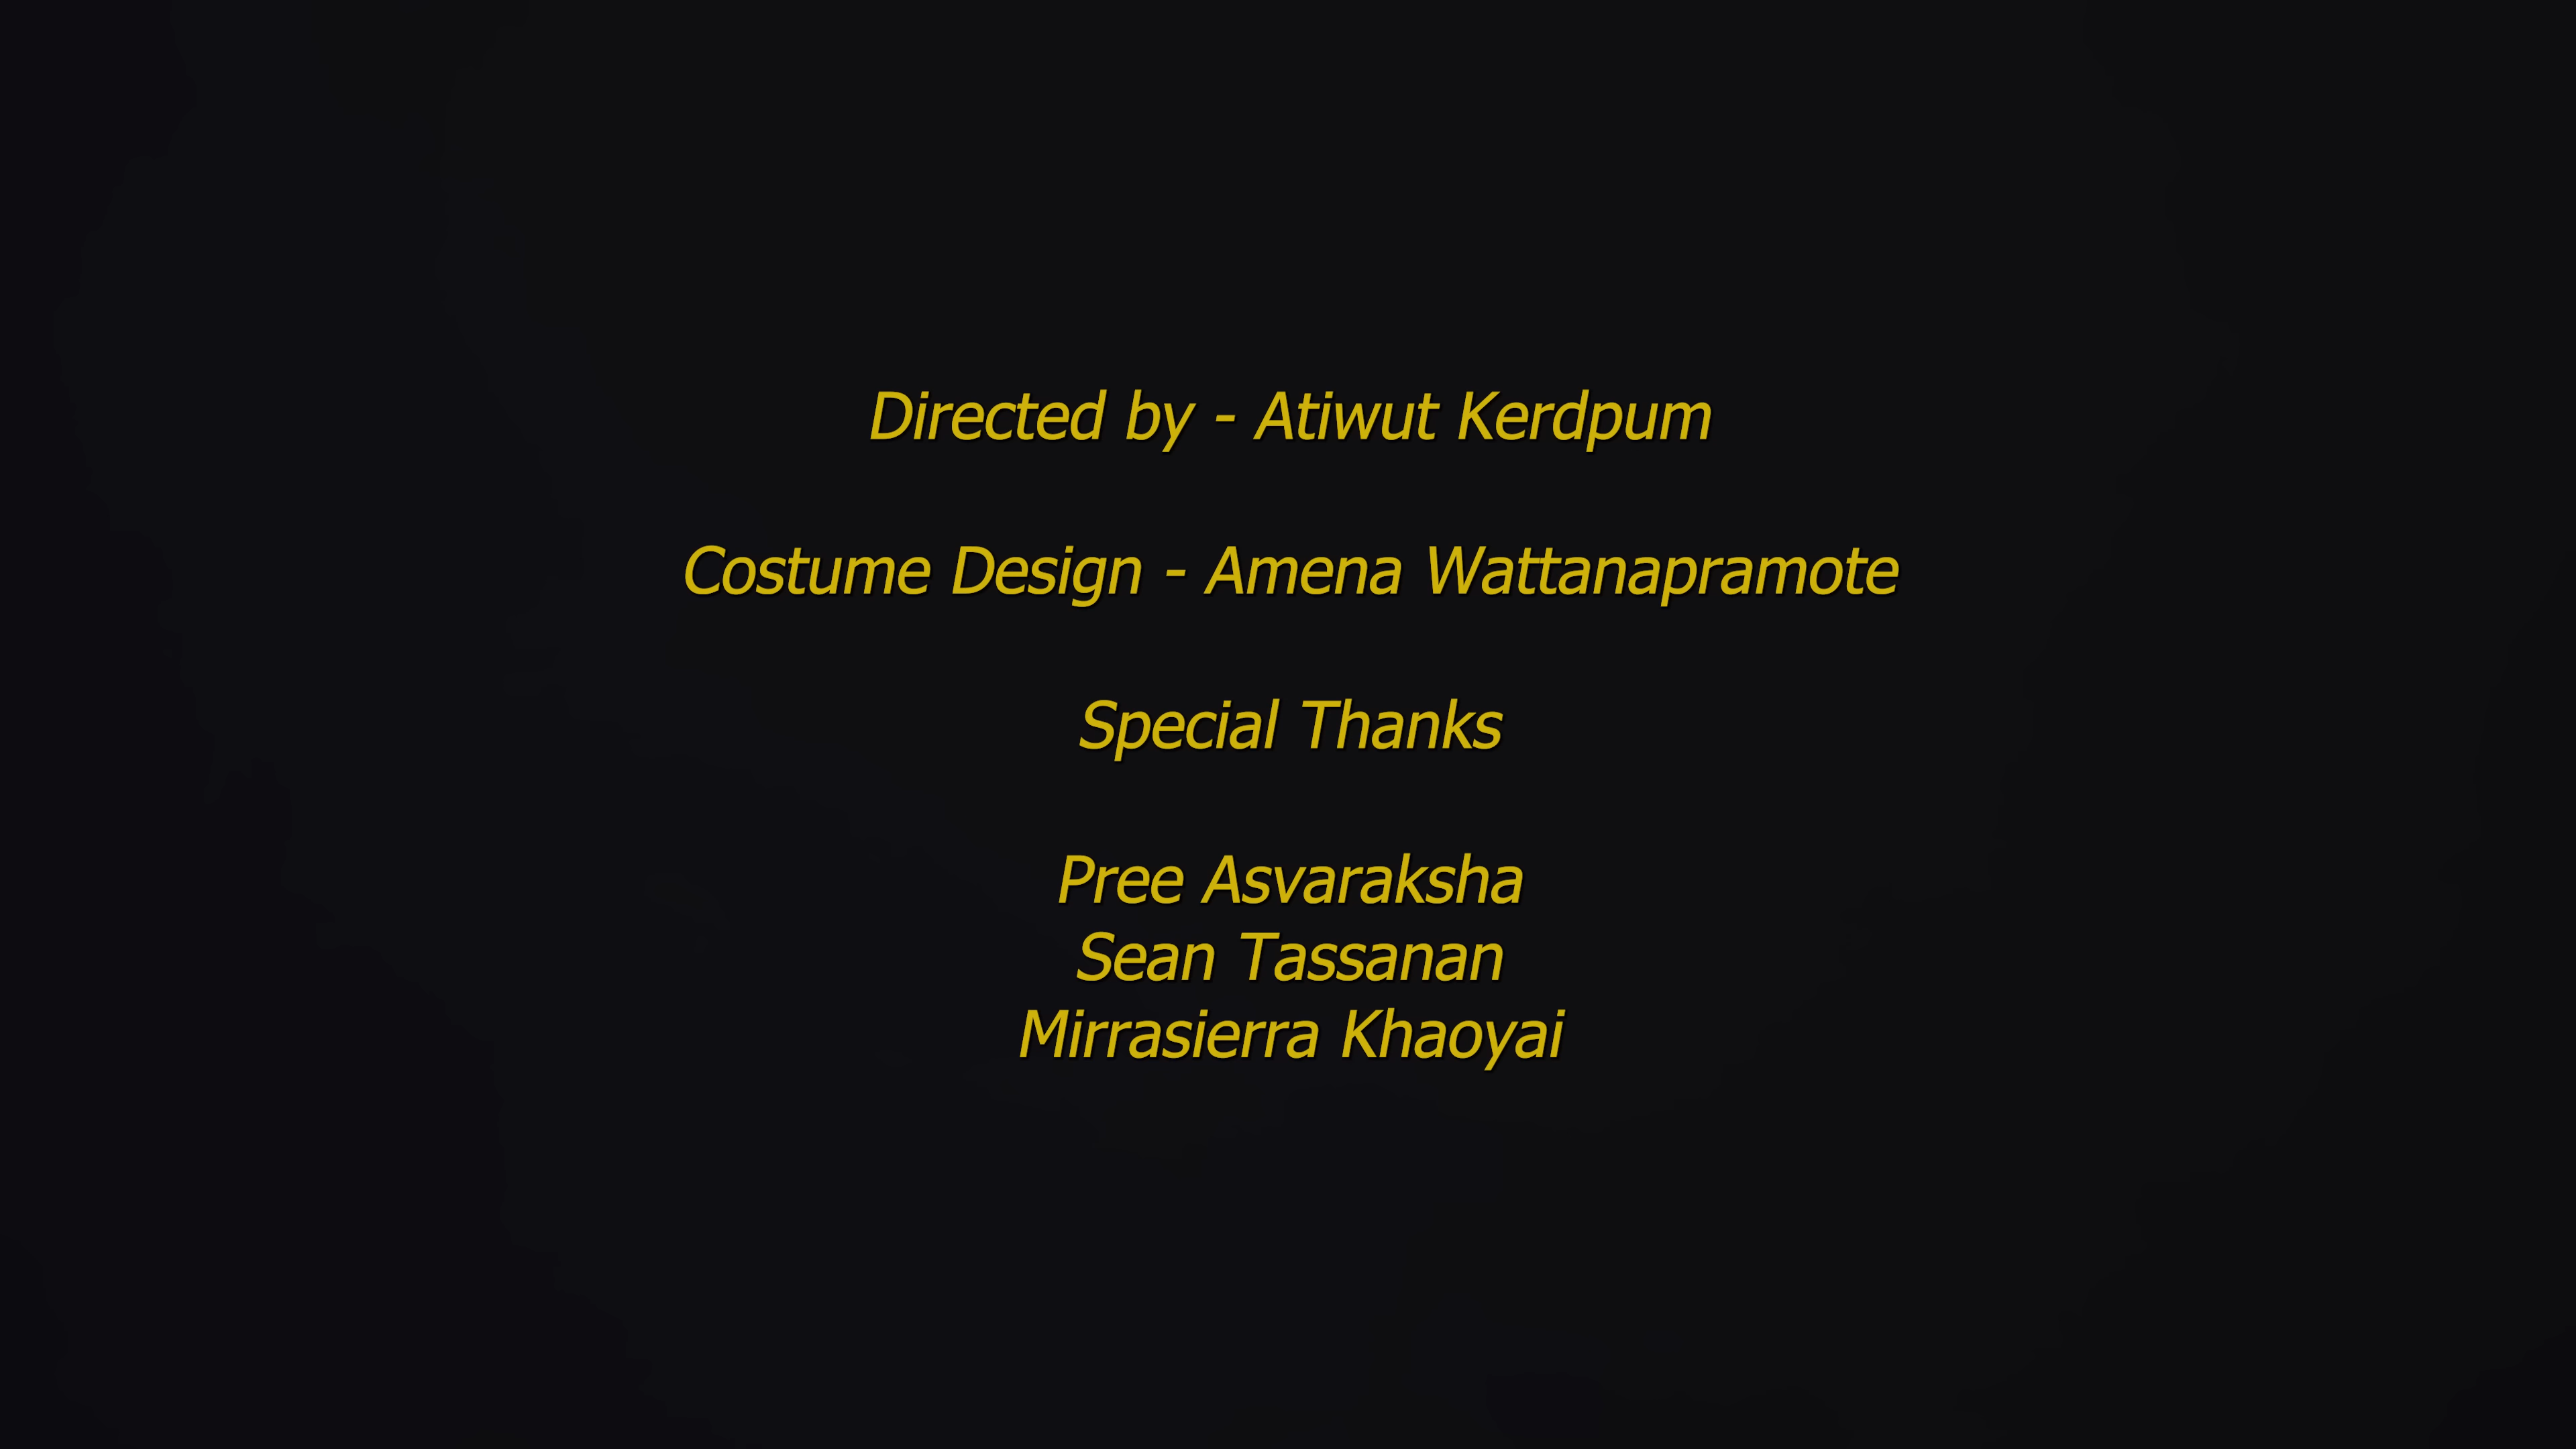 Directed by - Atiwut Kerdpum
Costume Design - Amena Wattanapramote
Special Thanks
Pree Asvaraksha
Sean Tassanan
Mirrasierra Khaoyai